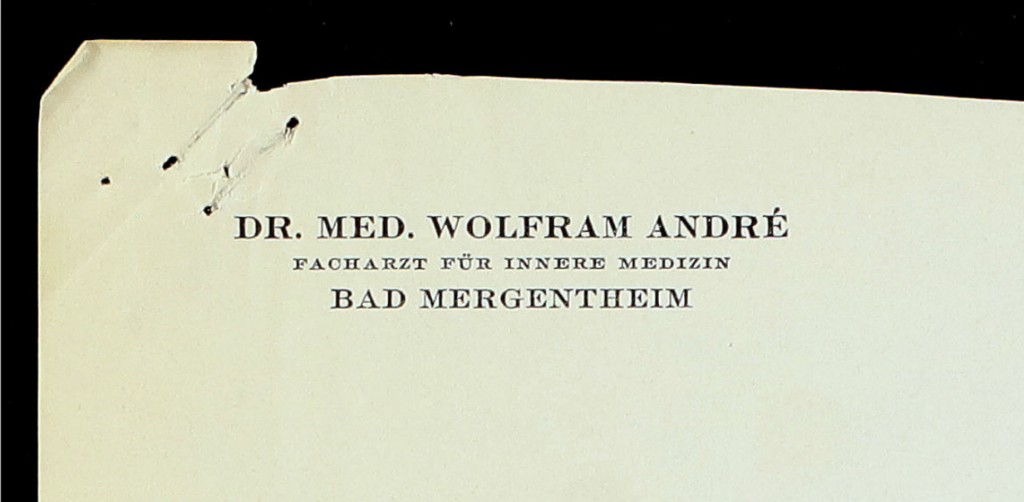 DR. MED. WOLFRAM ANDRÉ
FACHARZT FÜR INNERE MEDIZIN
BAD MERGENTHEIM